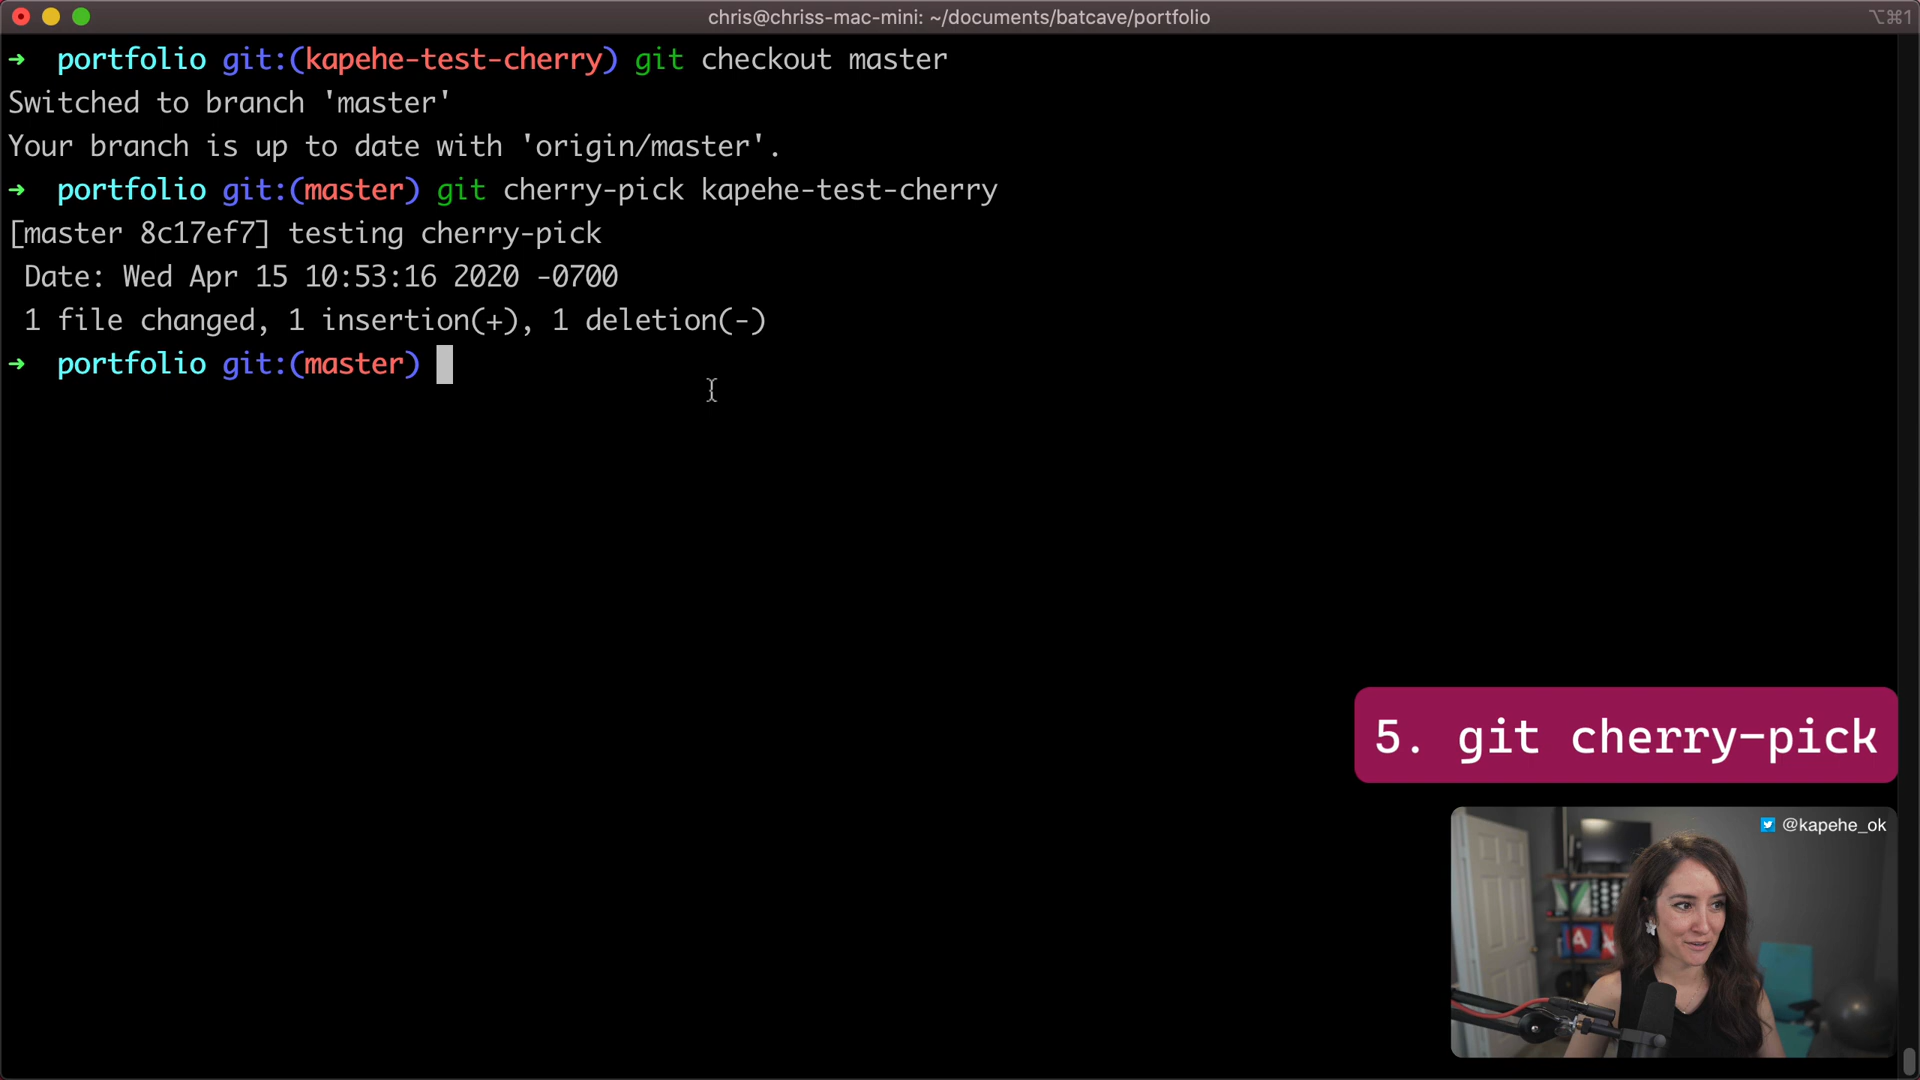 chris@chriss-mac-mini: ~/documents/batcave/portfolio
⌥⌘1
➜ portfolio git:(kapehe-test-cherry) git checkout master
Switched to branch 'master'
Your branch is up to date with 'origin/master'.
➜ portfolio git:(master) git cherry-pick kapehe-test-cherry
[master 8c17ef7] testing cherry-pick
Date: Wed Apr 15 10:53:16 2020 -0700
1 file changed, 1 insertion(+), 1 deletion(-)
➜ portfolio git:(master)
5. git cherry-pick
@kapehe_ok
A